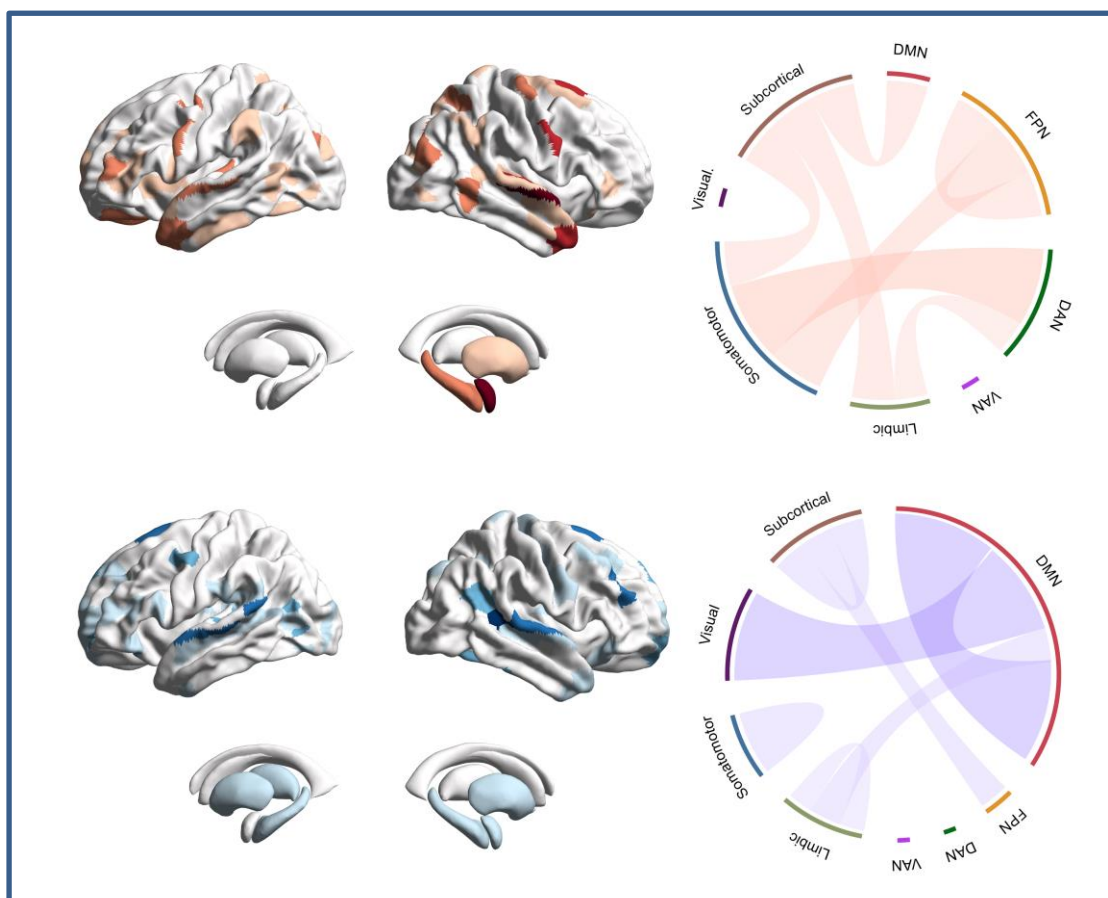 DMN
Subcortical
FPN
Visual.
DAN
Somatomotor
VAN
Limbic
Subcortical
DMN
Visual
Somatomotor
FPN
Limbic
DAN
VAN